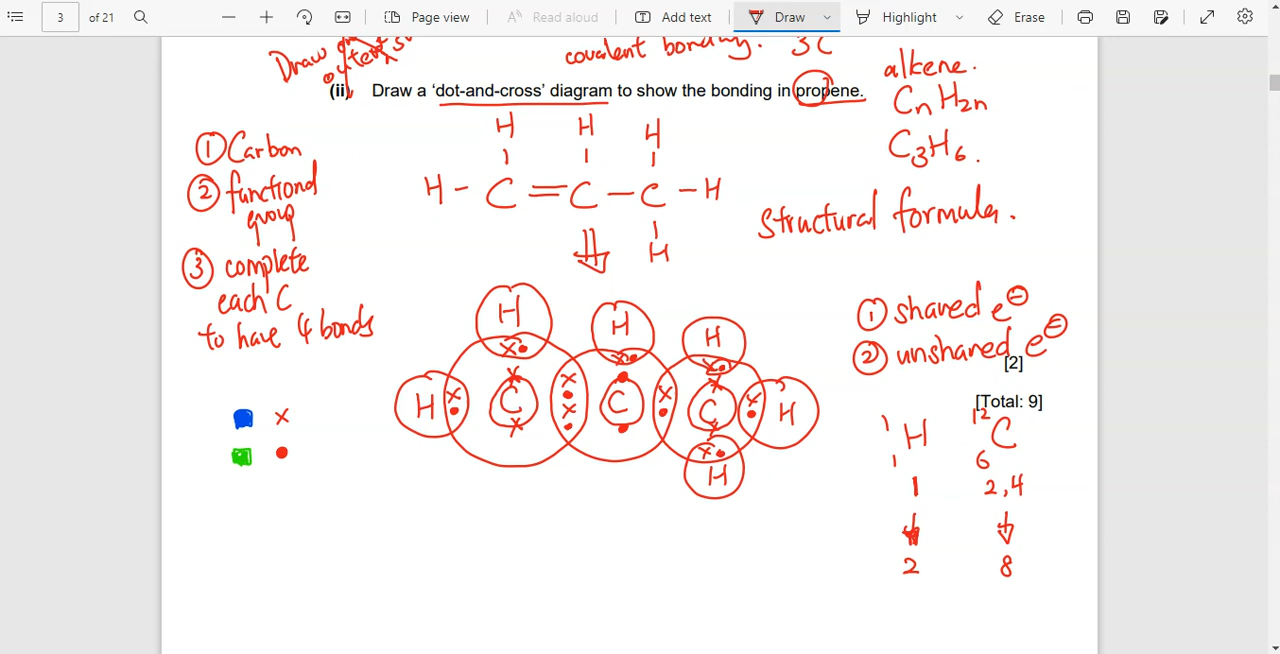 3 of 21 Page view Read aloud Add text Draw Highlight Erase
Draw
covalent bonding. 3C
(ii) Draw a 'dot-and-cross' diagram to show the bonding in propene.
alkene.
CnH2n
C3H6.
① Carbon
② functional
group
③ complete
each C
to have 4 bonds
H H H
H - C = C - C - H
H
Structural formula.
① shared e⊖
② unshared e⊖
[2]
[Total: 9]
H H H
H C C C H
H
x
1 H 1
12 C 6
1 2,4
2 8